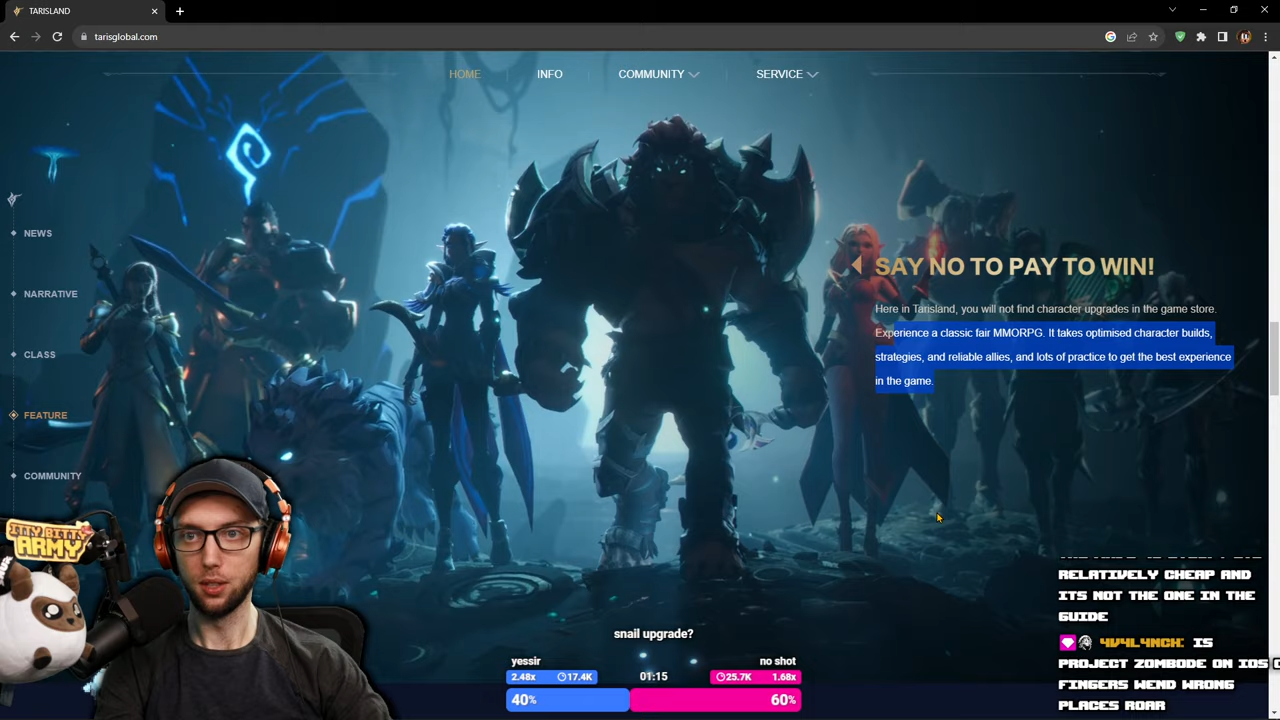 TARISLAND
tarisglobal.com
HOME
INFO
COMMUNITY
SERVICE
NEWS
NARRATIVE
CLASS
FEATURE
COMMUNITY
SAY NO TO PAY TO WIN!
Here in Tarisland, you will not find character upgrades in the game store.
Experience a classic fair MMORPG. It takes optimised character builds,
strategies, and reliable allies, and lots of practice to get the best experience
in the game.
ITTY BITTY
ARMY
snail upgrade?
yessir
no shot
2.48x
17.4K
01:15
25.7K
1.68x
40%
60%
RELATIVELY CHEAP AND
ITS NOT THE ONE IN THE
GUIDE
4V4L4NCH: IS
PROJECT ZOMBODE ON IOS
FINGERS WEND WRONG
PLACES ROAR